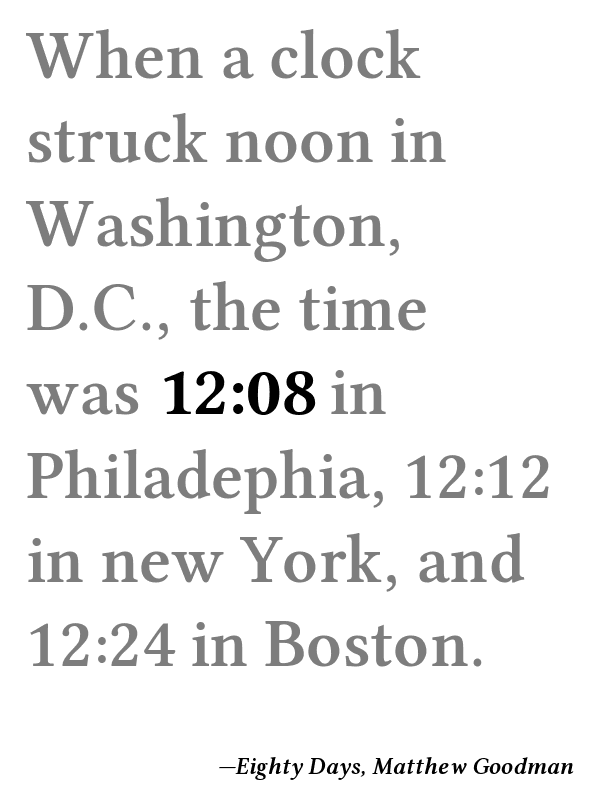 When a clock
struck noon in
Washington,
D.C., the time
was 12:08 in
Philadephia, 12:12
in new York, and
12:24 in Boston.
—Eighty Days, Matthew Goodman